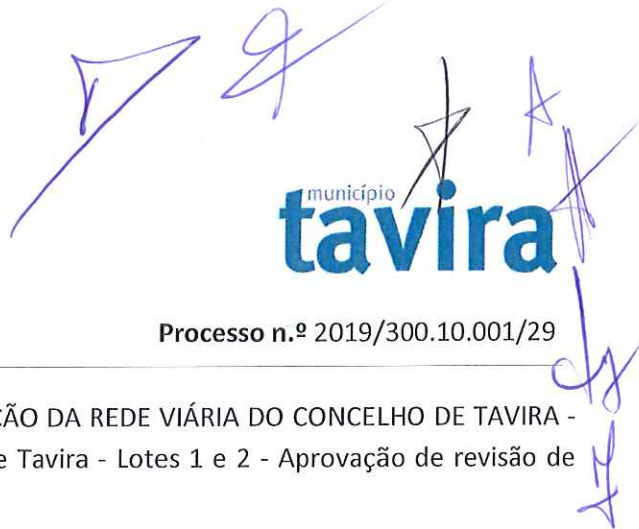 município
tavira
Processo n.º 2019/300.10.001/29
ÇÃO DA REDE VIÁRIA DO CONCELHO DE TAVIRA -
e Tavira - Lotes 1 e 2 - Aprovação de revisão de